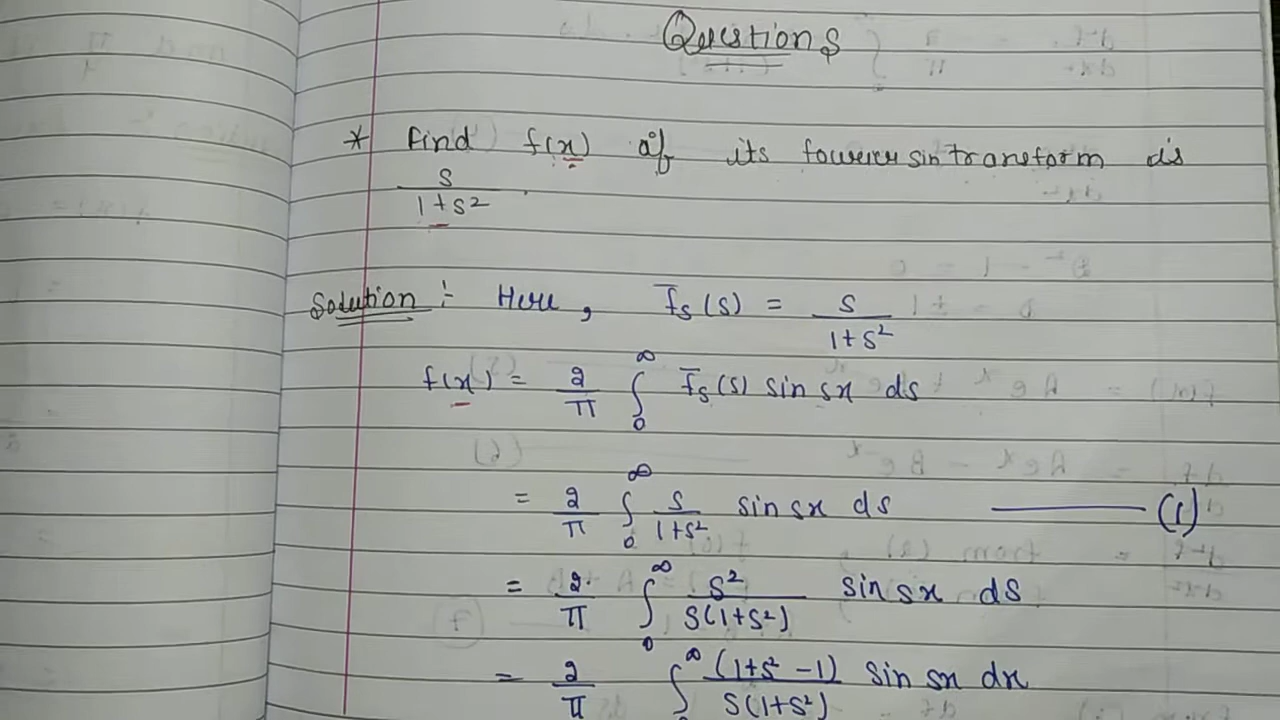 Questions
* Find f(x) if its fourier sin transform is
s/(1+s²)
Solution :- Here, f̄s(s) = s/(1+s²)
f(x) = 2/π ∫₀^∞ f̄s(s) sin sx ds
= 2/π ∫₀^∞ s/(1+s²) sin sx ds ——— (1)
= 2/π ∫₀^∞ s²/(s(1+s²)) sin sx ds
= 2/π ∫₀^∞ (1+s²-1)/(s(1+s²)) sin sx dx